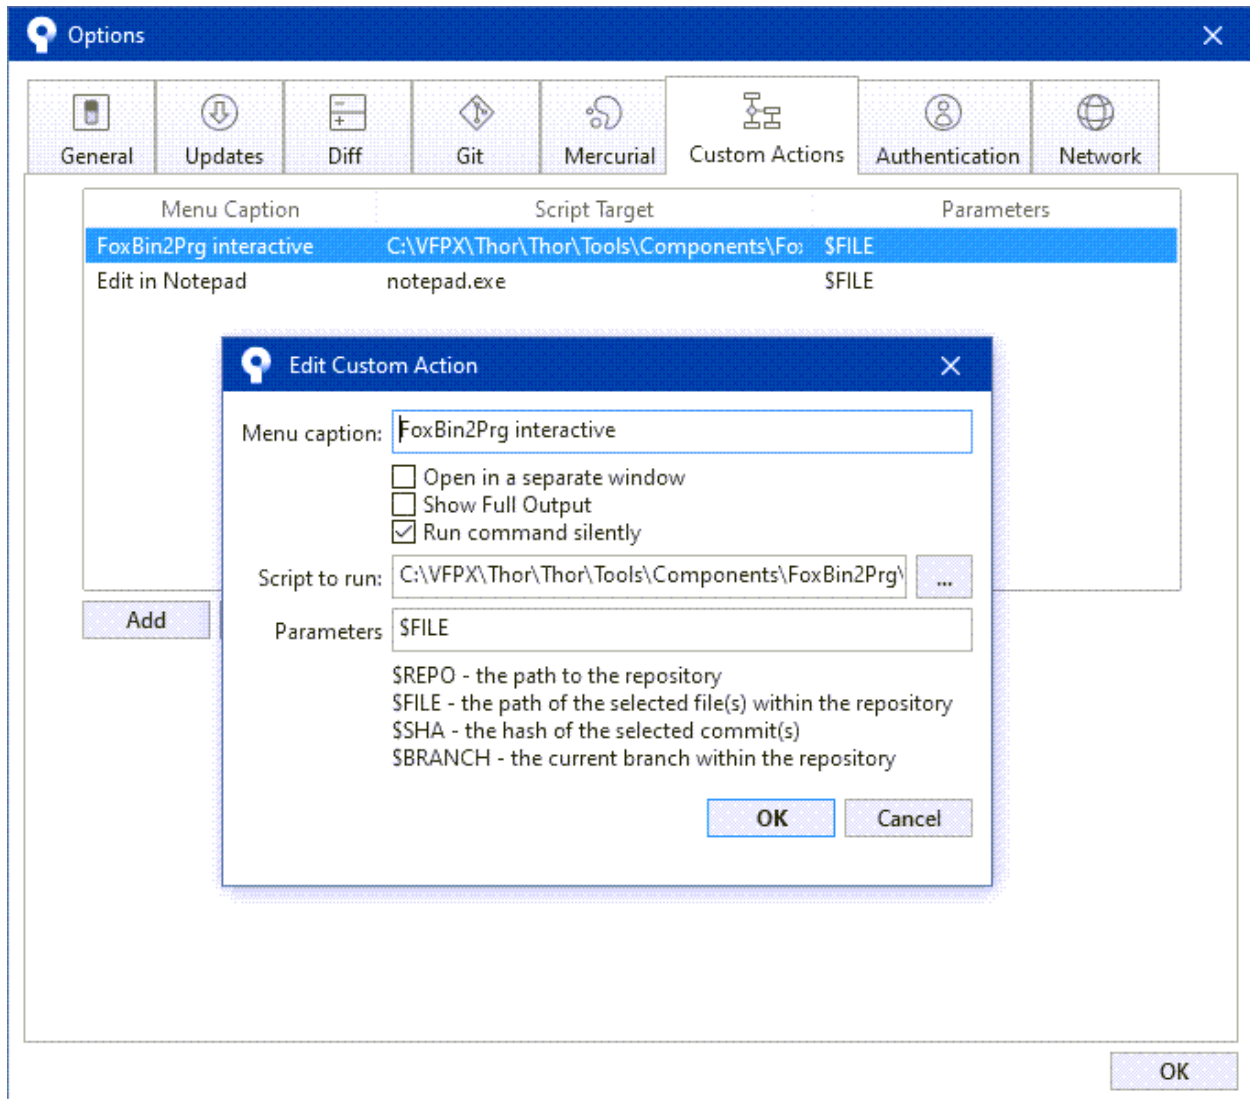 Options
General Updates Diff Git Mercurial Custom Actions Authentication Network
Menu Caption Script Target Parameters
FoxBin2Prg interactive C:\VFPX\Thor\Thor\Tools\Components\Fo $FILE
Edit in Notepad notepad.exe $FILE
Edit Custom Action
Menu caption: FoxBin2Prg interactive
Open in a separate window
Show Full Output
Run command silently
Script to run: C:\VFPX\Thor\Thor\Tools\Components\FoxBin2Prg\ ...
Add
Parameters $FILE
$REPO - the path to the repository
$FILE - the path of the selected file(s) within the repository
$SHA - the hash of the selected commit(s)
$BRANCH - the current branch within the repository
OK Cancel
OK